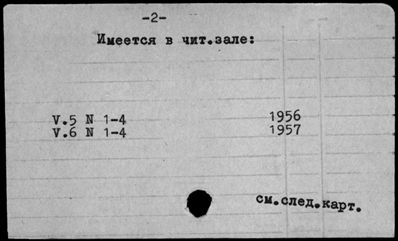 -2-
Имеется в чит.зале:
V.5 N 1-4 1956
V.6 N 1-4 1957
см.след.карт.